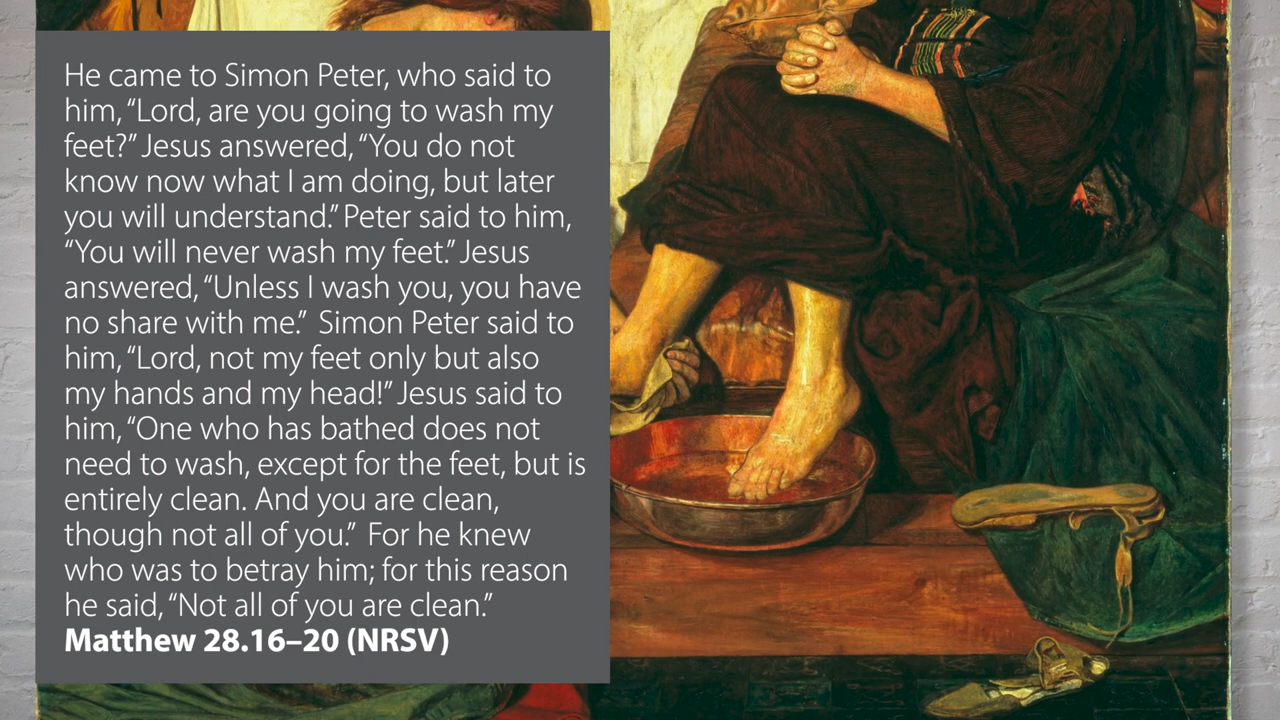 He came to Simon Peter, who said to
him, “Lord, are you going to wash my
feet?” Jesus answered, “You do not
know now what I am doing, but later
you will understand.” Peter said to him,
“You will never wash my feet.” Jesus
answered, “Unless I wash you, you have
no share with me.”  Simon Peter said to
him, “Lord, not my feet only but also
my hands and my head!” Jesus said to
him, “One who has bathed does not
need to wash, except for the feet, but is
entirely clean. And you are clean,
though not all of you.”  For he knew
who was to betray him; for this reason
he said, “Not all of you are clean.”
Matthew 28.16–20 (NRSV)